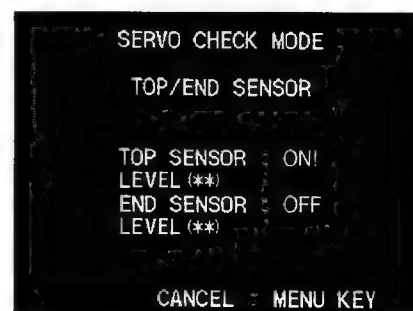 SERVO CHECK MODE
TOP/END SENSOR
TOP SENSOR : ON!
LEVEL (**)
END SENSOR : OFF
LEVEL (**)
CANCEL : MENU KEY